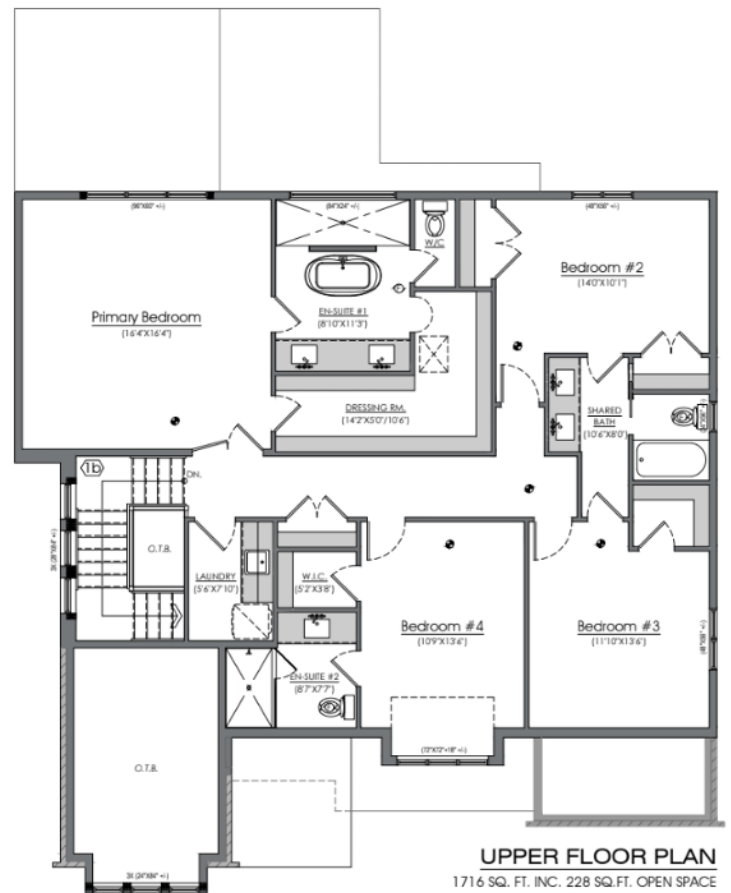 W/C
Bedroom #2
(14'0"X10'1")
Primary Bedroom
(16'4"X16'4")
EN-SUITE #1
(8'10"X11'3")
DRESSING RM.
(14'2"X5'0"/10'6")
SHARED
BATH
(10'6"X8'0")
1b
DN.
O.T.B.
LAUNDRY
(5'6"X7'10")
W.I.C.
(5'2"X3'8")
Bedroom #4
(10'9"X13'6")
Bedroom #3
(11'10"X13'6")
EN-SUITE #2
(8'7"X7'7")
O.T.B.
3X (24"X84" +/-)
UPPER FLOOR PLAN
1716 SQ. FT. INC. 228 SQ.FT. OPEN SPACE